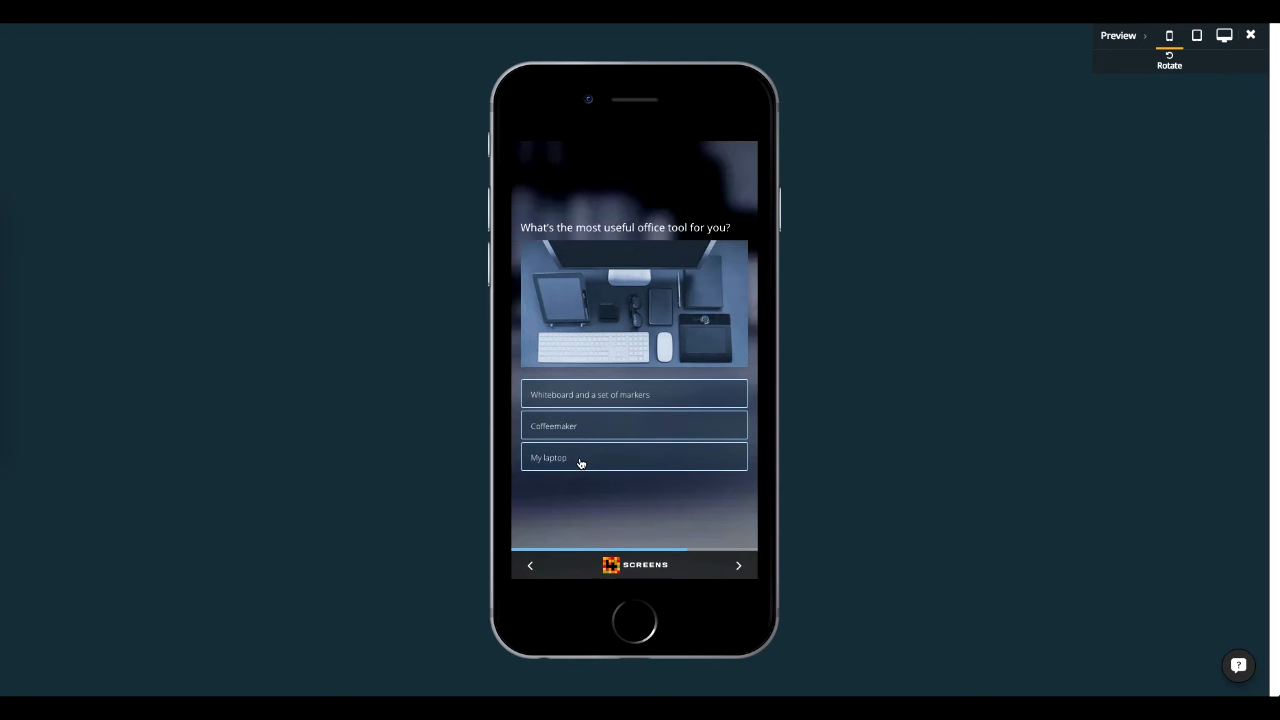 Preview
Rotate
What's the most useful office tool for you?
Whiteboard and a set of markers
Coffeemaker
My laptop
SCREENS